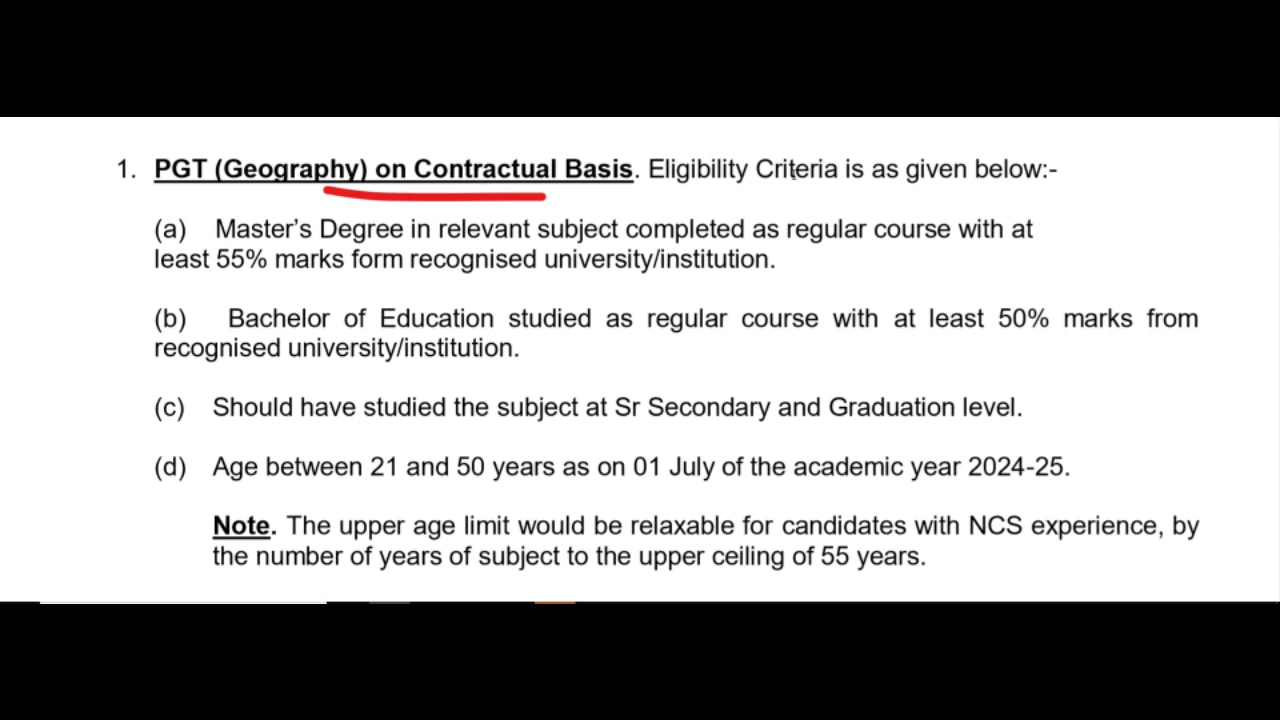 1. PGT (Geography) on Contractual Basis. Eligibility Criteria is as given below:-
(a) Master's Degree in relevant subject completed as regular course with at
least 55% marks form recognised university/institution.
(b) Bachelor of Education studied as regular course with at least 50% marks from
recognised university/institution.
(c) Should have studied the subject at Sr Secondary and Graduation level.
(d) Age between 21 and 50 years as on 01 July of the academic year 2024-25.
Note. The upper age limit would be relaxable for candidates with NCS experience, by
the number of years of subject to the upper ceiling of 55 years.